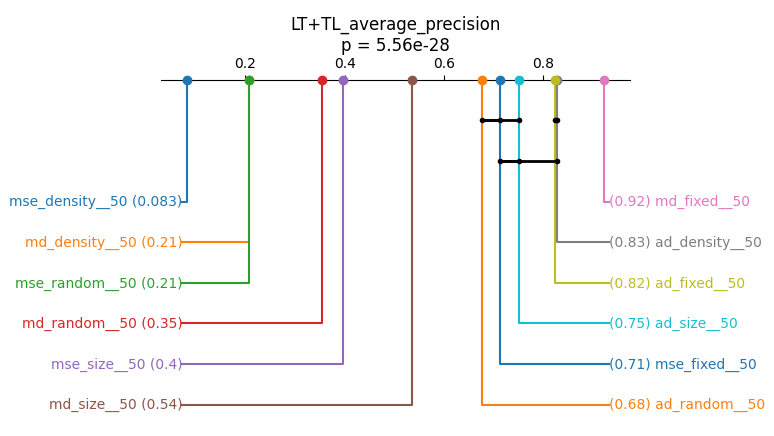 LT+TL_average_precision
p = 5.56e-28
0.2 0.4 0.6 0.8
mse_density__50 (0.083)
(0.92) md_fixed__50
md_density__50 (0.21)
(0.83) ad_density__50
mse_random__50 (0.21)
(0.82) ad_fixed__50
md_random__50 (0.35)
(0.75) ad_size__50
mse_size__50 (0.4)
(0.71) mse_fixed__50
md_size__50 (0.54)
(0.68) ad_random__50